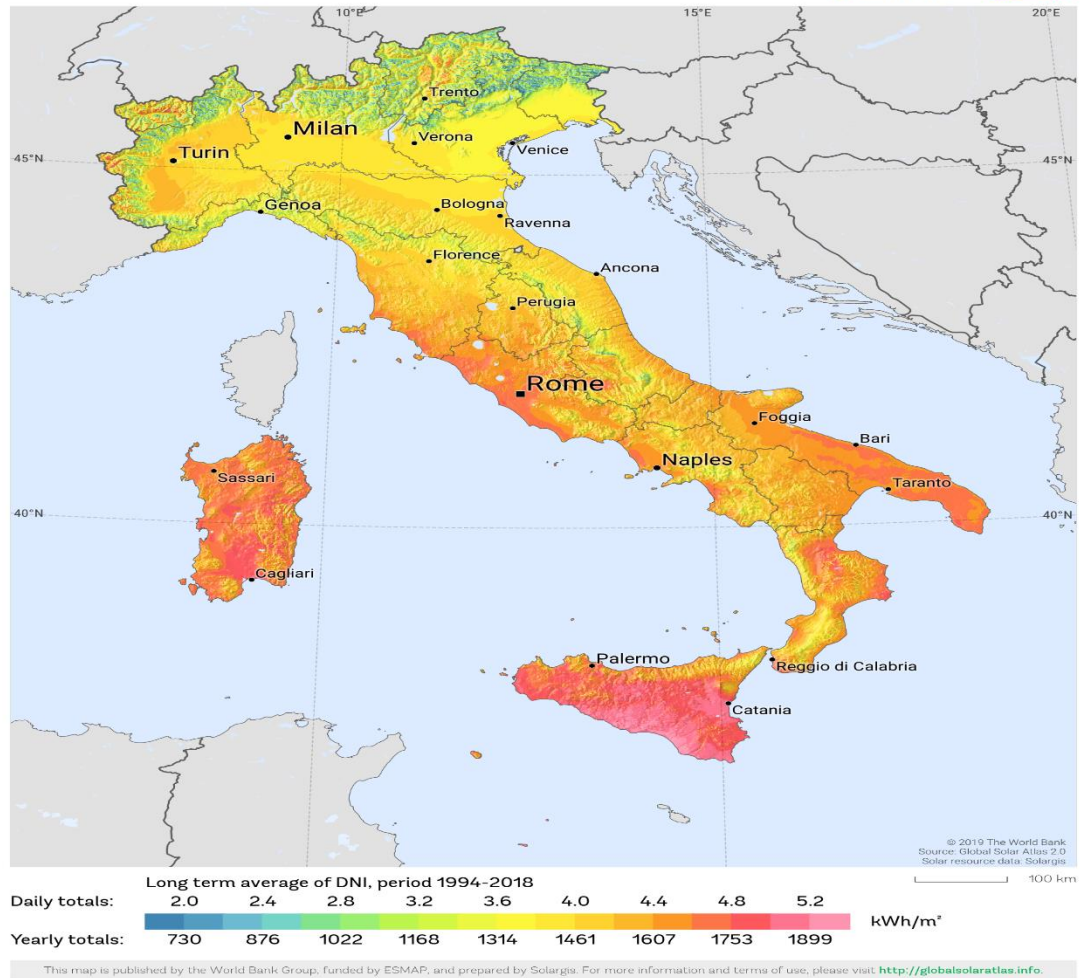 10°E 15°E 20°E
Trento
Milan
Verona
Venice
45°N Turin 45°N
Genoa
Bologna
Ravenna
Florence
Ancona
Perugia
Rome
Foggia
Bari
Naples
Sassari
Taranto
40°N 40°N
Cagliari
Palermo
Reggio di Calabria
Catania
© 2019 The World Bank
Source: Global Solar Atlas 2.0
Solar resource data: Solargis
100 km
Long term average of DNI, period 1994-2018
Daily totals: 2.0 2.4 2.8 3.2 3.6 4.0 4.4 4.8 5.2
kWh/m²
Yearly totals: 730 876 1022 1168 1314 1461 1607 1753 1899
This map is published by the World Bank Group, funded by ESMAP, and prepared by Solargis. For more information and terms of use, please visit http://globalsolaratlas.info.